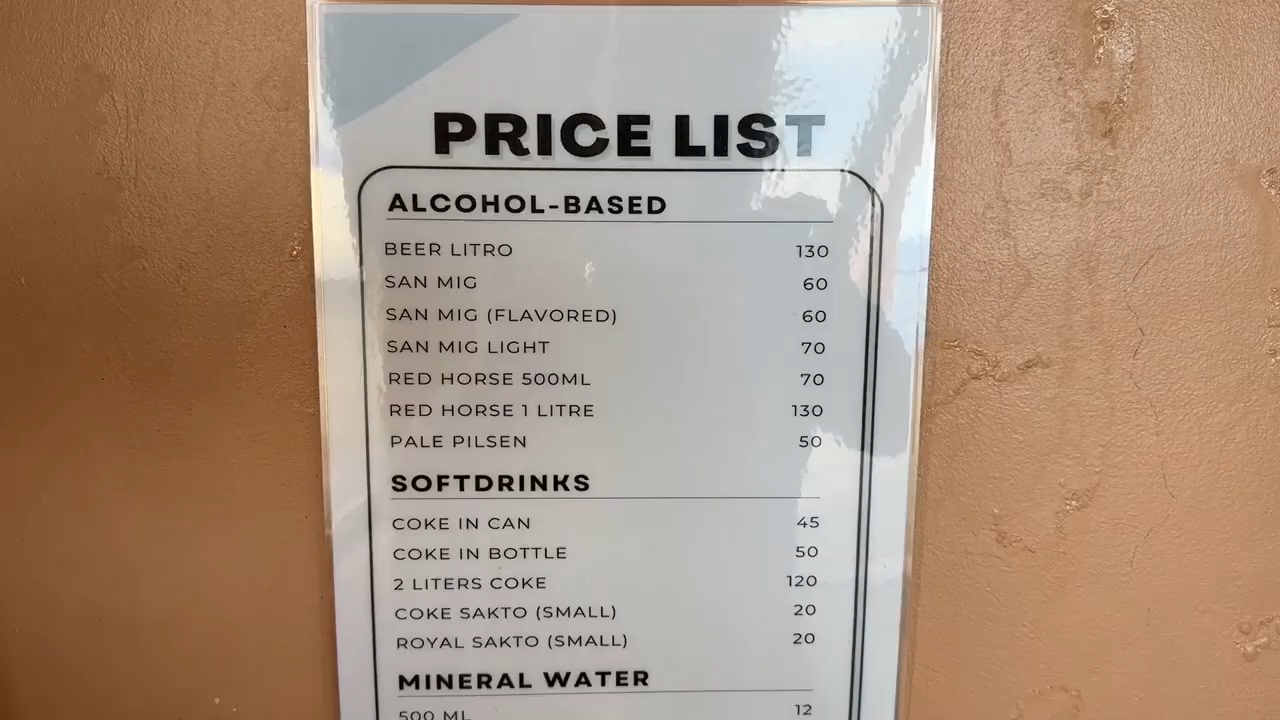 PRICE LIST
ALCOHOL-BASED
BEER LITRO 130
SAN MIG 60
SAN MIG (FLAVORED) 60
SAN MIG LIGHT 70
RED HORSE 500ML 70
RED HORSE 1 LITRE 130
PALE PILSEN 50
SOFTDRINKS
COKE IN CAN 45
COKE IN BOTTLE 50
2 LITERS COKE 120
COKE SAKTO (SMALL) 20
ROYAL SAKTO (SMALL) 20
MINERAL WATER
500 ML 12